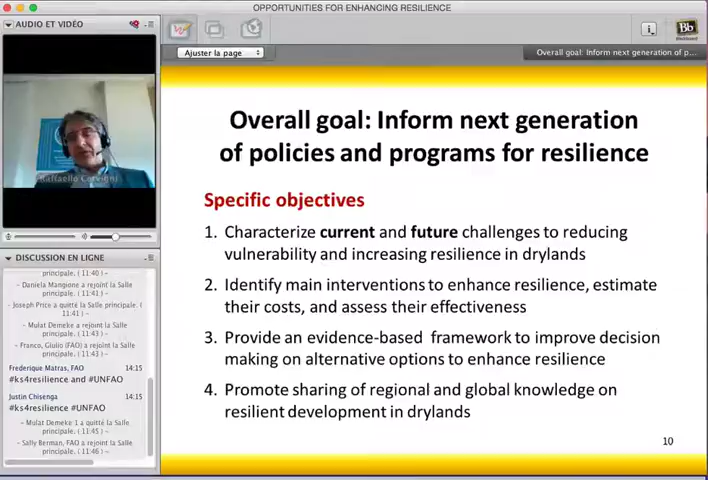 OPPORTUNITIES FOR ENHANCING RESILIENCE
AUDIO ET VIDÉO
Raffaello Cervigni
DISCUSSION EN LIGNE
principale. ( 11:40 ) ~
~ Daniela Mangione a rejoint la Salle
principale. ( 11:41 ) ~
~ Joseph Price a quitté la Salle principale. (
11:41 ) ~
~ Mulat Demeke a rejoint la Salle
principale. ( 11:43 ) ~
~ Franco, Giulio (FAO) a rejoint la Salle
principale. ( 11:43 ) ~
Frederique Matras, FAO 14:15
#ks4resilience and #UNFAO
Justin Chisenga 14:15
#ks4resilience #UNFAO
~ Mulat Demeke 1 a quitté la Salle
principale. ( 11:45 ) ~
~ Sally Berman, FAO a rejoint la Salle
principale. ( 11:46 ) ~
Bb
Ajuster la page
Overall goal: Inform next generation of p...
Overall goal: Inform next generation
of policies and programs for resilience
Specific objectives
1. Characterize current and future challenges to reducing
vulnerability and increasing resilience in drylands
2. Identify main interventions to enhance resilience, estimate
their costs, and assess their effectiveness
3. Provide an evidence-based framework to improve decision
making on alternative options to enhance resilience
4. Promote sharing of regional and global knowledge on
resilient development in drylands
10